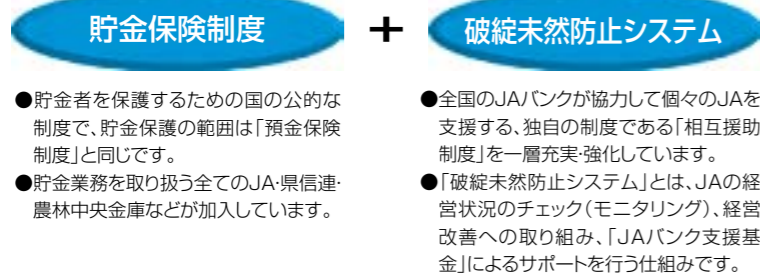 貯金保険制度
+
破綻未然防止システム
●貯金者を保護するための国の公的な
制度で、貯金保護の範囲は「預金保険
制度」と同じです。
●貯金業務を取り扱う全てのJA・県信連・
農林中央金庫などが加入しています。
●全国のJAバンクが協力して個々のJAを
支援する、独自の制度である「相互援助
制度」を一層充実・強化しています。
●「破綻未然防止システム」とは、JAの経
営状況のチェック(モニタリング)、経営
改善への取り組み、「JAバンク支援基
金」によるサポートを行う仕組みです。